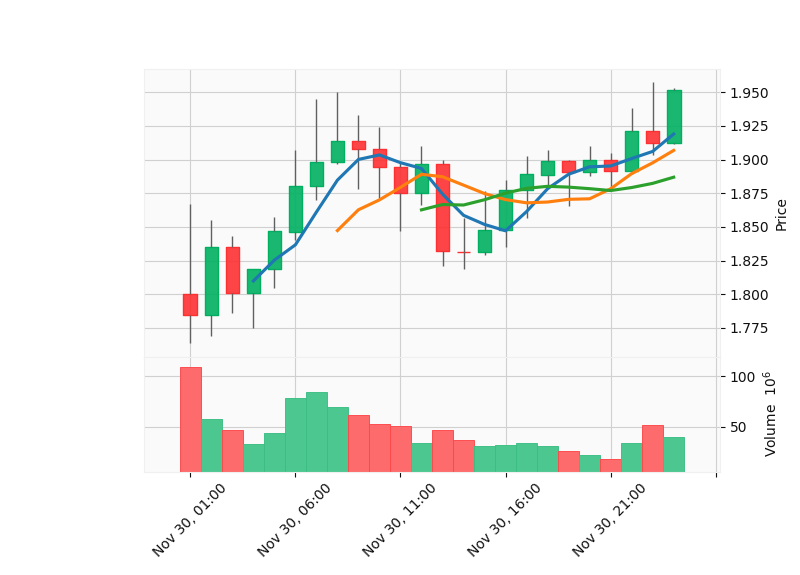 1.950
1.925
1.900
1.875
1.850
1.825
1.800
1.775
Price
100
50
Volume 10⁶
Nov 30, 01:00
Nov 30, 06:00
Nov 30, 11:00
Nov 30, 16:00
Nov 30, 21:00